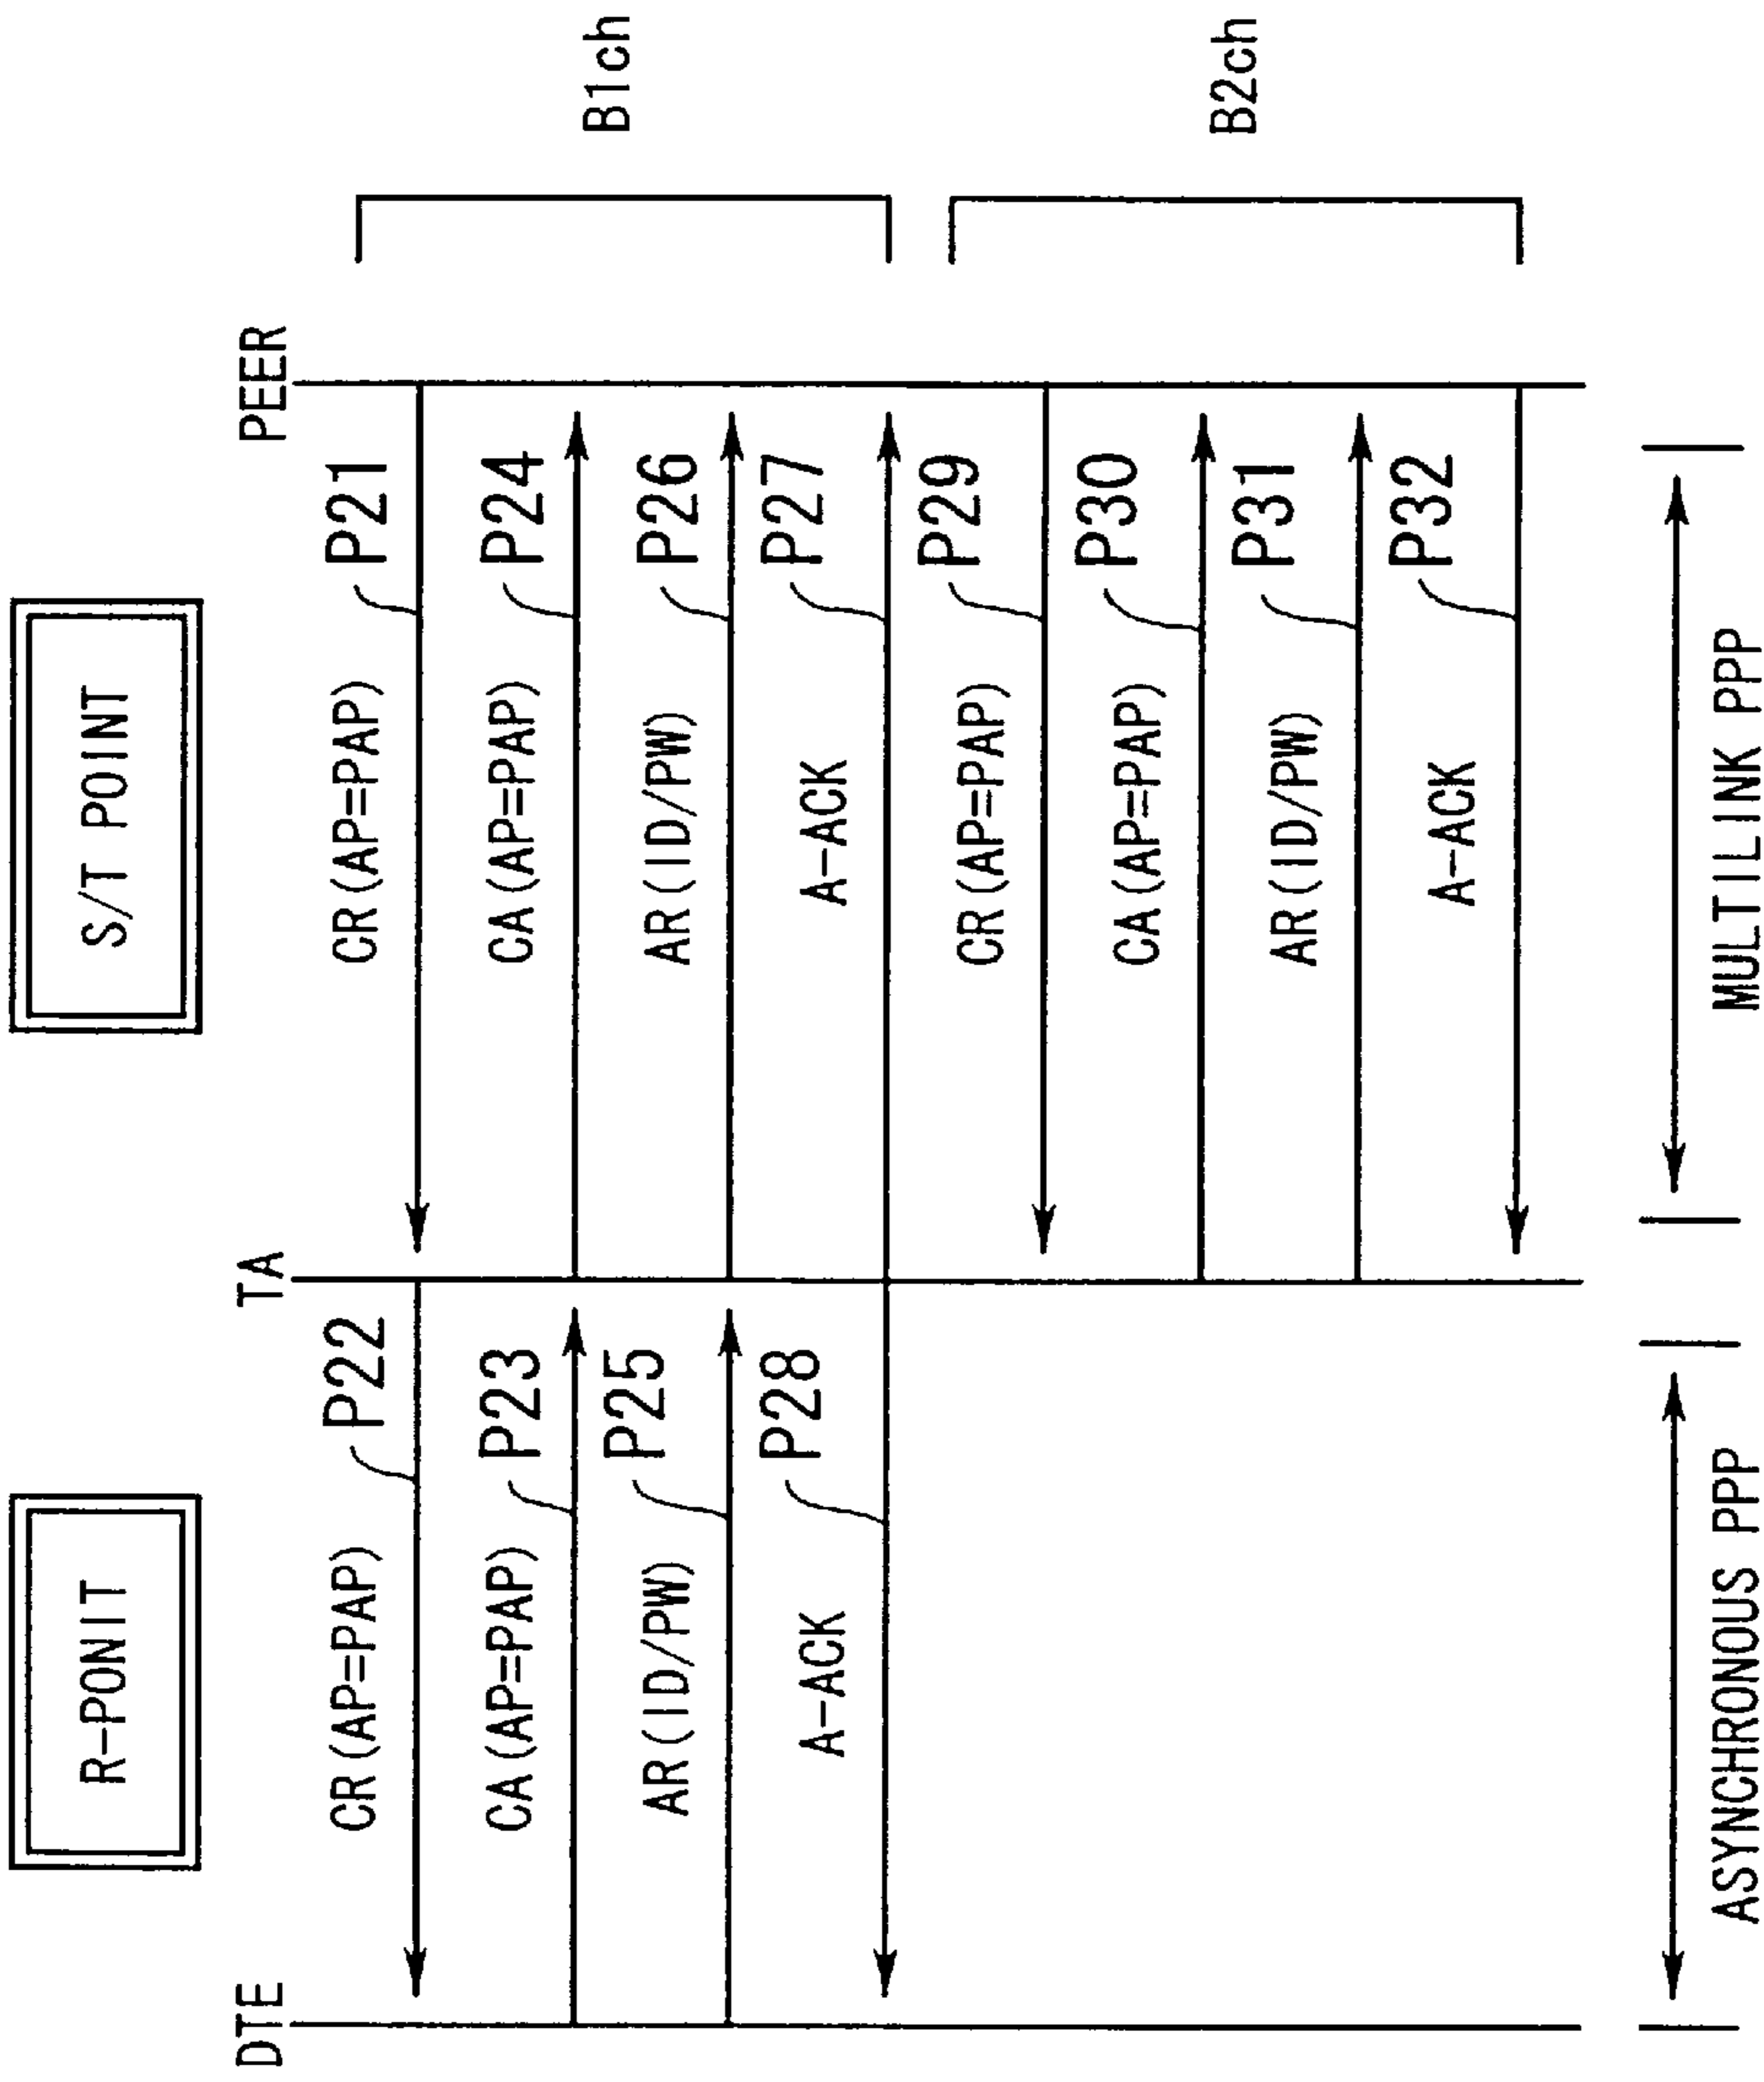 R-PONIT
S/T POINT
DTE
TA
PEER
CR(AP=PAP)
P22
CR(AP=PAP)
P21
CA(AP=PAP)
P23
CA(AP=PAP)
P24
AR(ID/PW)
P25
AR(ID/PW)
P26
A-ACK
P28
A-ACK
P27
B1ch
CR(AP=PAP)
P29
CA(AP=PAP)
P30
AR(ID/PW)
P31
A-ACK
P32
B2ch
ASYNCHRONOUS PPP
MULTILINK PPP